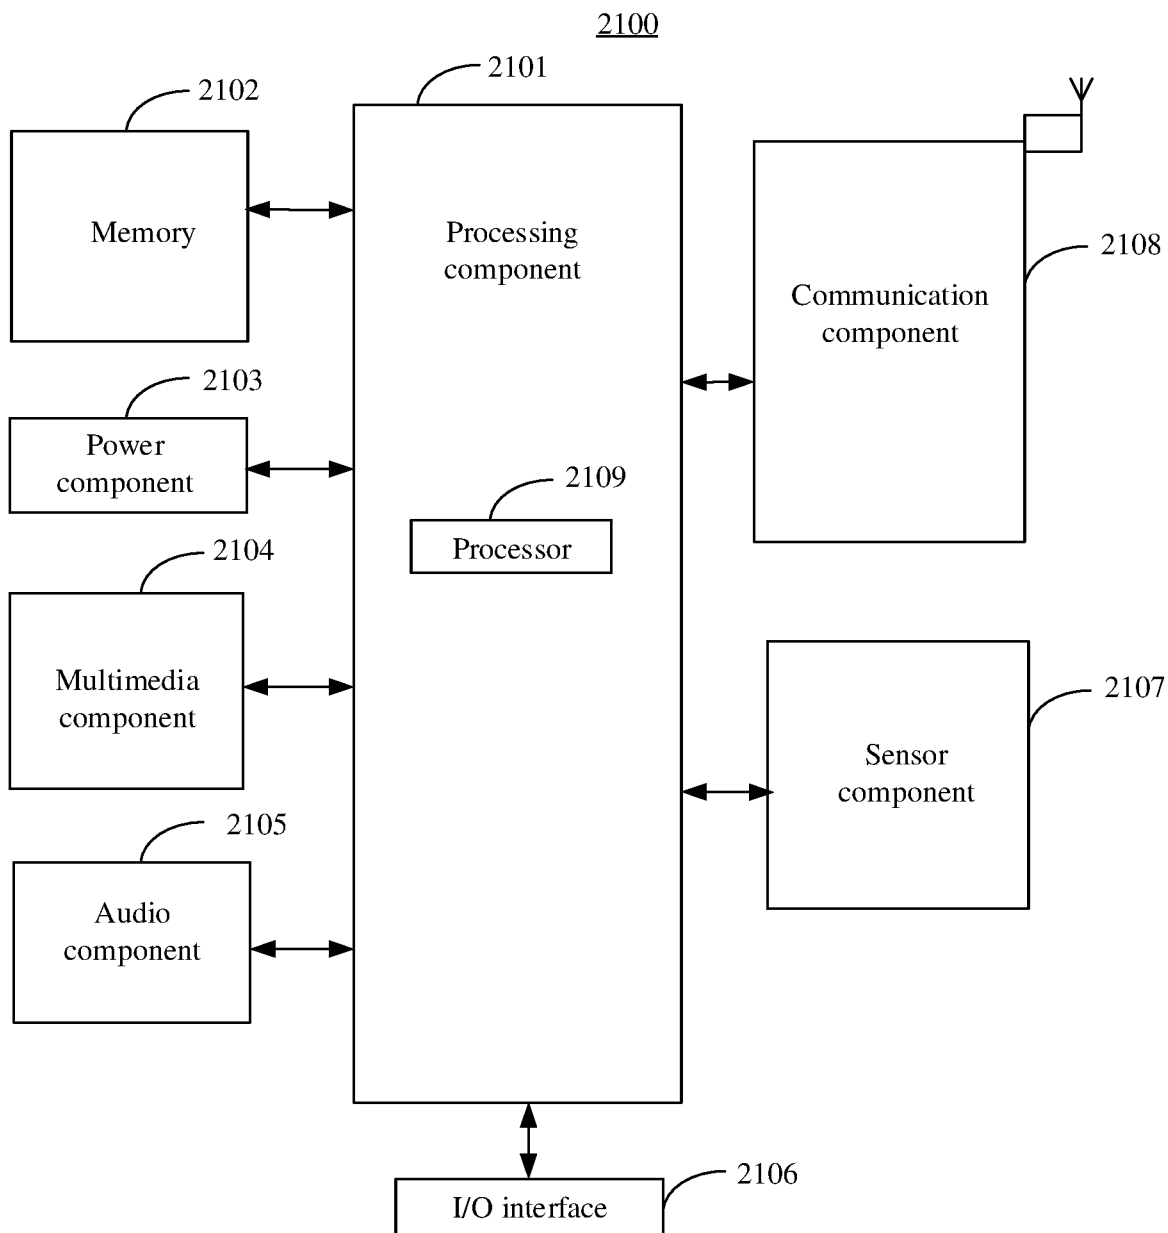 2100
2101
2102
Memory
Processing
component
2108
Communication
component
2103
Power
component
2109
Processor
2104
Multimedia
component
2107
Sensor
component
2105
Audio
component
2106
I/O interface